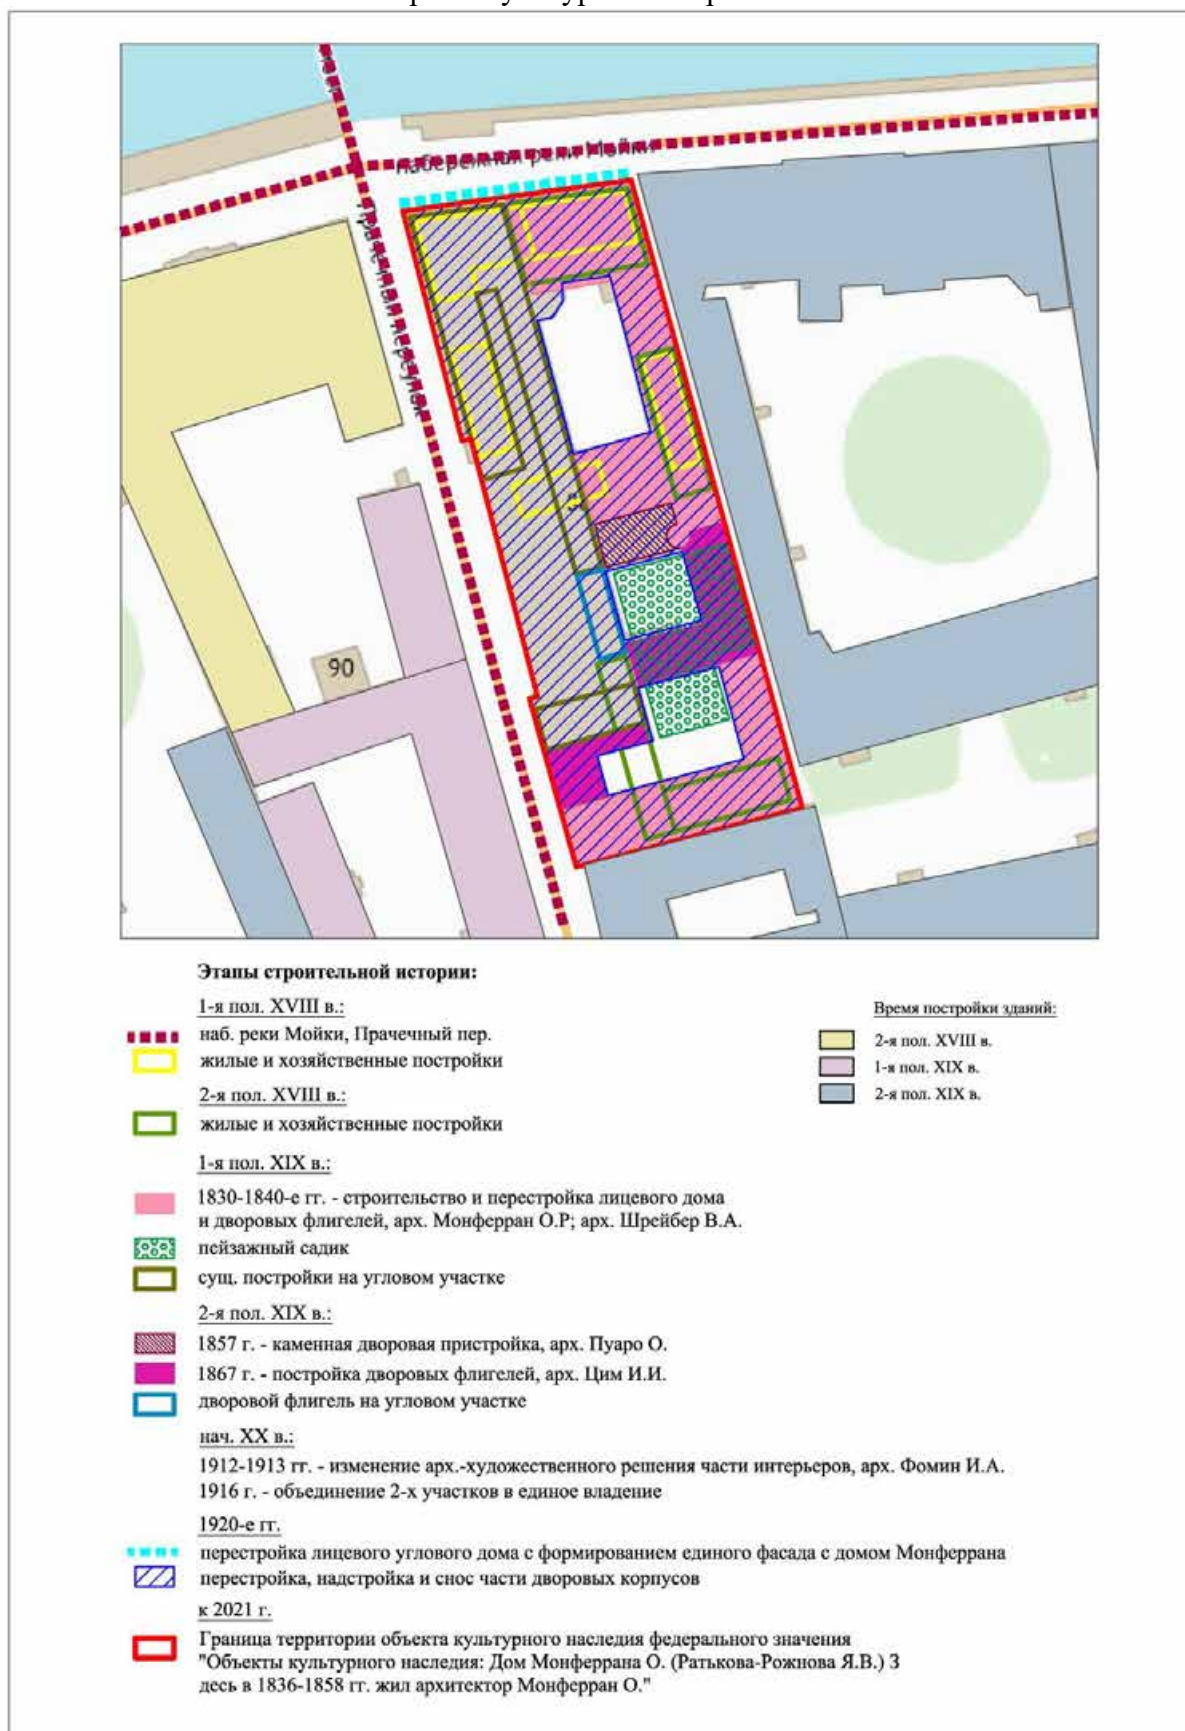 набережная реки Мойки
Прачечный переулок
90
Этапы строительной истории:
1-я пол. XVIII в.:
наб. реки Мойки, Прачечный пер.
жилые и хозяйственные постройки
2-я пол. XVIII в.:
жилые и хозяйственные постройки
1-я пол. XIX в.:
1830-1840-е гг. - строительство и перестройка лицевого дома
и дворовых флигелей, арх. Монферран О.Р; арх. Шрейбер В.А.
пейзажный садик
сущ. постройки на угловом участке
2-я пол. XIX в.:
1857 г. - каменная дворовая пристройка, арх. Пуаро О.
1867 г. - постройка дворовых флигелей, арх. Цим И.И.
дворовой флигель на угловом участке
нач. XX в.:
1912-1913 гг. - изменение арх.-художественного решения части интерьеров, арх. Фомин И.А.
1916 г. - объединение 2-х участков в единое владение
1920-е гг.
перестройка лицевого углового дома с формированием единого фасада с домом Монферрана
перестройка, надстройка и снос части дворовых корпусов
к 2021 г.
Граница территории объекта культурного наследия федерального значения
"Объекты культурного наследия: Дом Монферрана О. (Ратькова-Рожнова Я.В.) З
десь в 1836-1858 гг. жил архитектор Монферран О."
Время постройки зданий:
2-я пол. XVIII в.
1-я пол. XIX в.
2-я пол. XIX в.